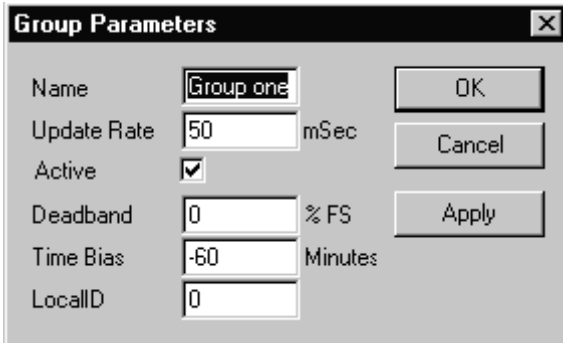 Group Parameters
Name Group one OK
Update Rate 50 mSec
Cancel
Active
Deadband 0 % FS Apply
Time Bias -60 Minutes
LocalID 0